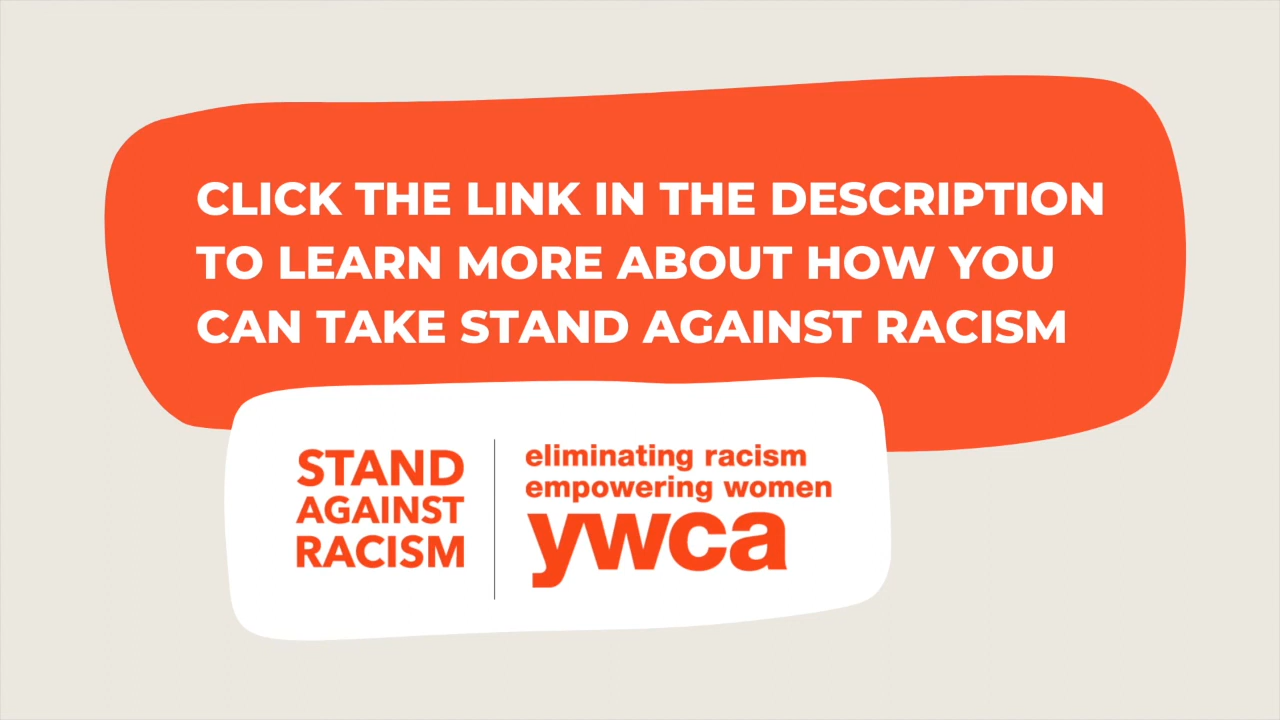 CLICK THE LINK IN THE DESCRIPTION
TO LEARN MORE ABOUT HOW YOU
CAN TAKE STAND AGAINST RACISM
STAND
AGAINST
RACISM
eliminating racism
empowering women
ywca